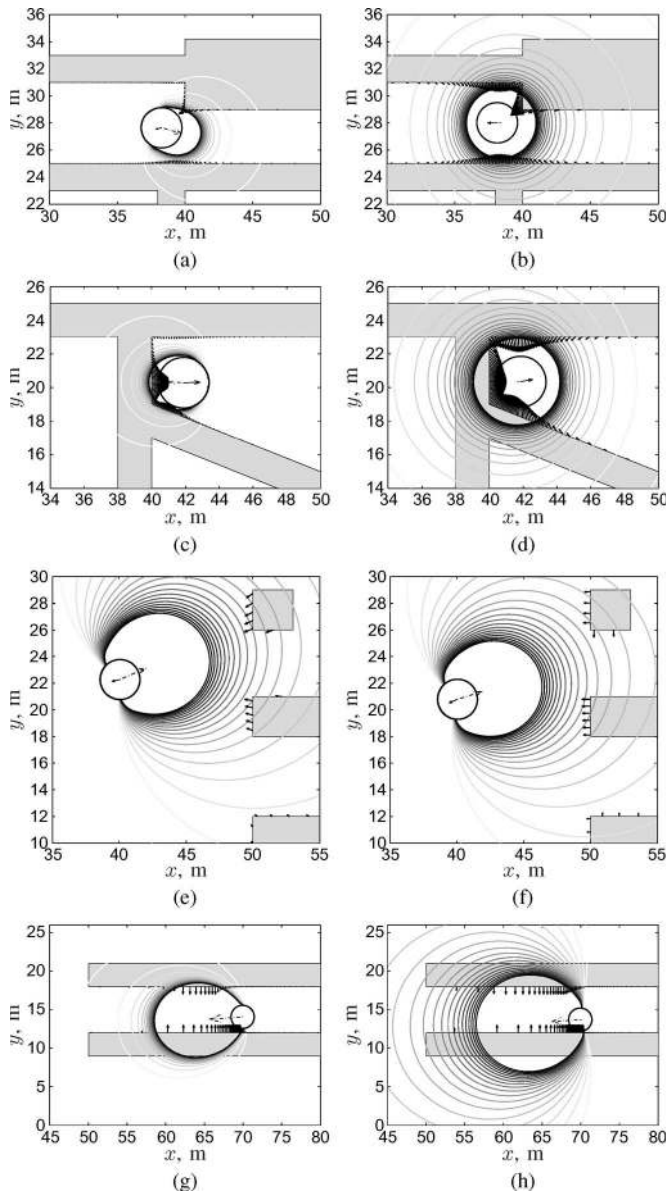 36
34
32
30
28
26
24
22
y, m
30 35 40 45 50
x, m
(a)
36
34
32
30
28
26
24
22
y, m
30 35 40 45 50
x, m
(b)
26
24
22
20
18
16
14
y, m
34 36 38 40 42 44 46 48 50
x, m
(c)
26
24
22
20
18
16
14
y, m
34 36 38 40 42 44 46 48 50
x, m
(d)
30
28
26
24
22
20
18
16
14
12
10
y, m
35 40 45 50 55
x, m
(e)
30
28
26
24
22
20
18
16
14
12
10
y, m
35 40 45 50 55
x, m
(f)
25
20
15
10
5
0
y, m
45 50 55 60 65 70 75 80
x, m
(g)
25
20
15
10
5
0
y, m
45 50 55 60 65 70 75 80
x, m
(h)